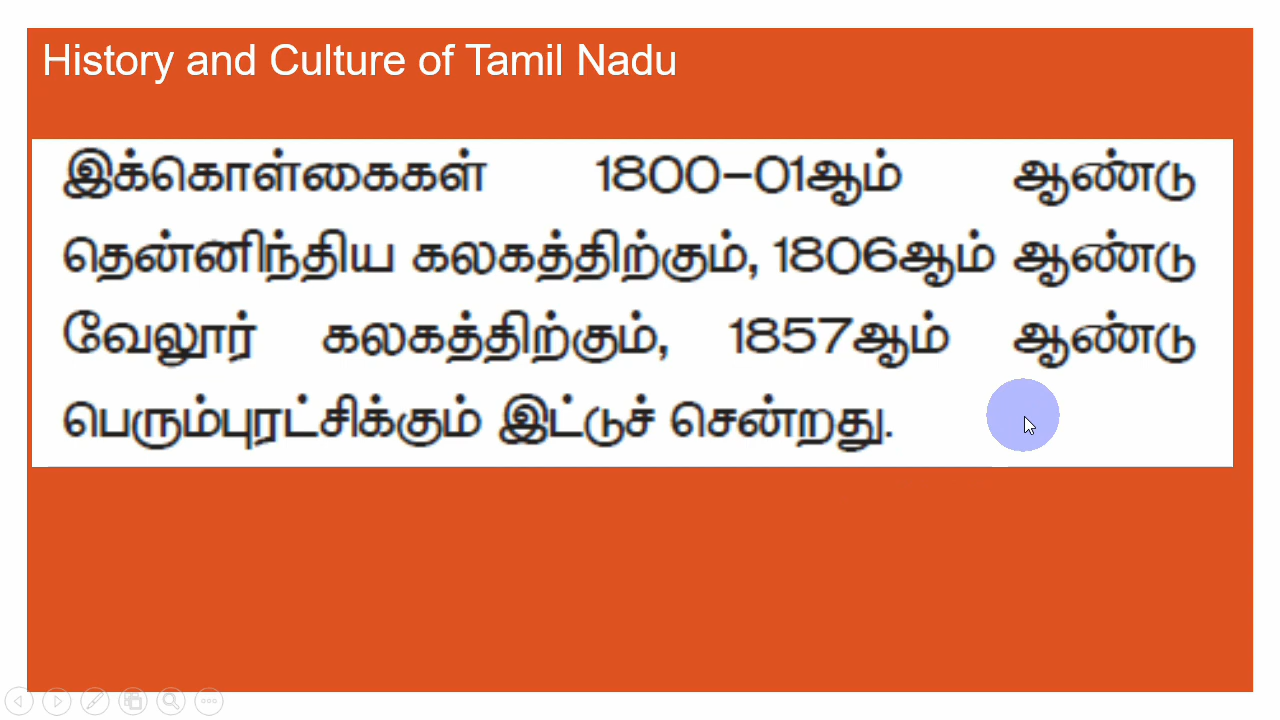 History and Culture of Tamil Nadu
இக்கொள்கைகள் 1800–01ஆம் ஆண்டு
தென்னிந்திய கலகத்திற்கும், 1806ஆம் ஆண்டு
வேலூர் கலகத்திற்கும், 1857ஆம் ஆண்டு
பெரும்புரட்சிக்கும் இட்டுச் சென்றது.